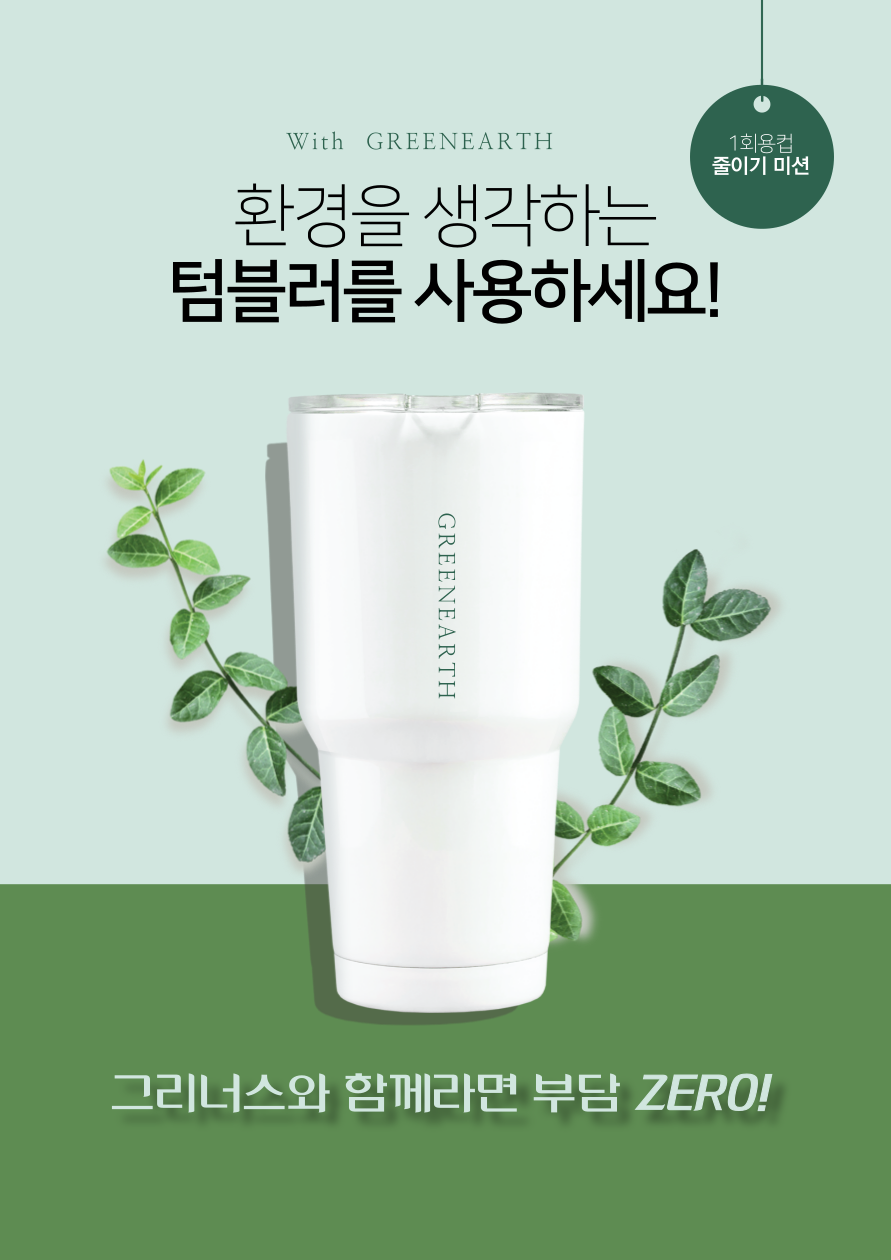 With GREENEARTH
환경을 생각하는
텀블러를 사용하세요!
1회용컵
줄이기 미션
GREENEARTH
그리너스와 함께라면 부담 ZERO!